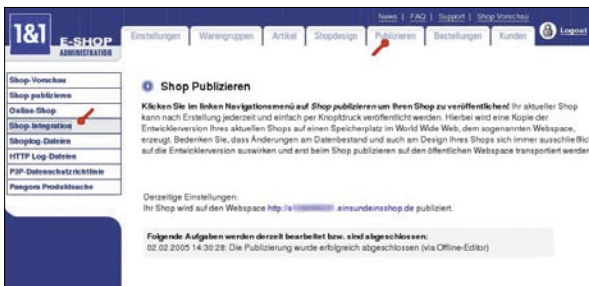 News | FAQ | Support | Shop Vorschau
1&1
E-SHOP
ADMINISTRATION
Einstellungen
Warengruppen
Artikel
Shopdesign
Publizieren
Bestellungen
Kunden
Logout
Shop-Vorschau
Shop publizieren
Online-Shop
Shop-Integration
Shoplog-Dateien
HTTP Log-Dateien
P3P-Datenschutzrichtlinie
Pangora Produktsuche
Shop Publizieren
Klicken Sie im linken Navigationsmenü auf Shop publizieren um Ihren Shop zu veröffentlichen! Ihr aktueller Shop
kann nach Erstellung jederzeit und einfach per Knopfdruck veröffentlicht werden. Hierbei wird eine Kopie der
Entwicklerversion Ihres aktuellen Shops auf einen Speicherplatz im World Wide Web, dem sogenannten Webspace,
erzeugt. Bedenken Sie, dass Änderungen am Datenbestand und auch am Design Ihres Shops sich immer ausschließlich
auf die Entwicklerversion auswirken und erst beim Shop publizieren auf den öffentlichen Webspace transportiert werden
Derzeitige Einstellungen:
Ihr Shop wird auf den Webspace http://s .einsundeinsshop.de publiziert.
Folgende Aufgaben werden derzeit bearbeitet bzw. sind abgeschlossen:
02.02.2005 14:30:28: Die Publizierung wurde erfolgreich abgeschlossen (via Offline-Editor)